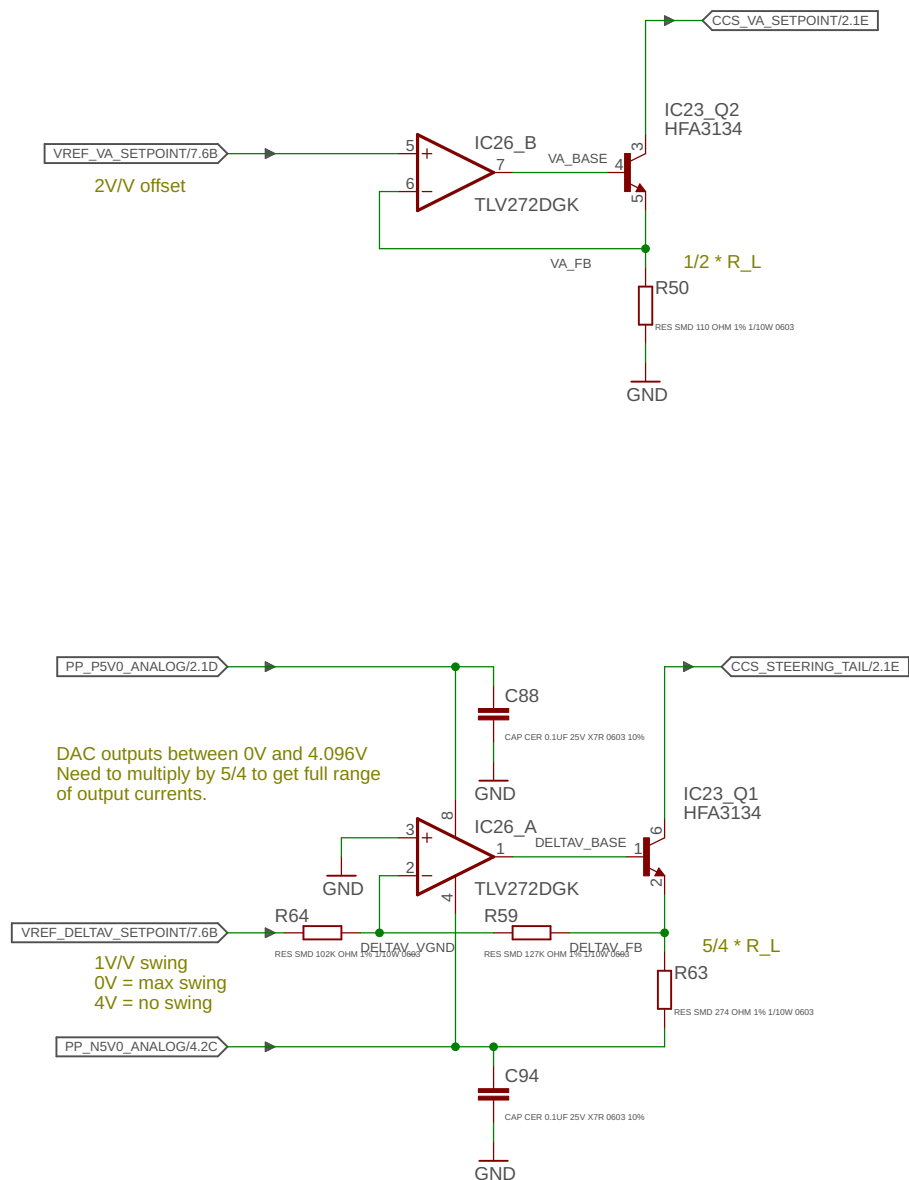 CCS_VA_SETPOINT/2.1E
IC23_Q2
HFA3134
VREF_VA_SETPOINT/7.6B
2V/V offset
5
+
6
−
IC26_B
7
TLV272DGK
VA_BASE
3
4
5
VA_FB
1/2 * R_L
R50
RES SMD 110 OHM 1% 1/10W 0603
GND
PP_P5V0_ANALOG/2.1D
CCS_STEERING_TAIL/2.1E
C88
CAP CER 0.1UF 25V X7R 0603 10%
GND
DAC outputs between 0V and 4.096V
Need to multiply by 5/4 to get full range
of output currents.
IC23_Q1
HFA3134
8
IC26_A
3
+
2
−
1
4
TLV272DGK
GND
DELTAV_BASE
6
1
2
VREF_DELTAV_SETPOINT/7.6B
R64
RES SMD 102K OHM 1% 1/10W 0603
DELTAV_VGND
R59
RES SMD 127K OHM 1% 1/10W 0603
DELTAV_FB
5/4 * R_L
R63
RES SMD 274 OHM 1% 1/10W 0603
1V/V swing
0V = max swing
4V = no swing
PP_N5V0_ANALOG/4.2C
C94
CAP CER 0.1UF 25V X7R 0603 10%
GND